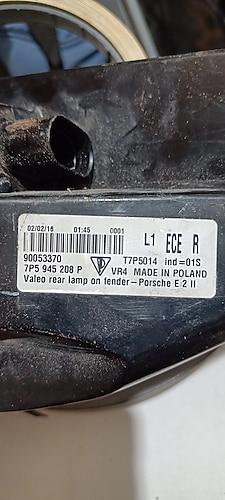 02/02/16 01:45 0001
L1 ECE R
90053370 T7P5014 ind=01S
7P5 945 208 P VR4 MADE IN POLAND
Valeo rear lamp on fender-Porsche E 2 II